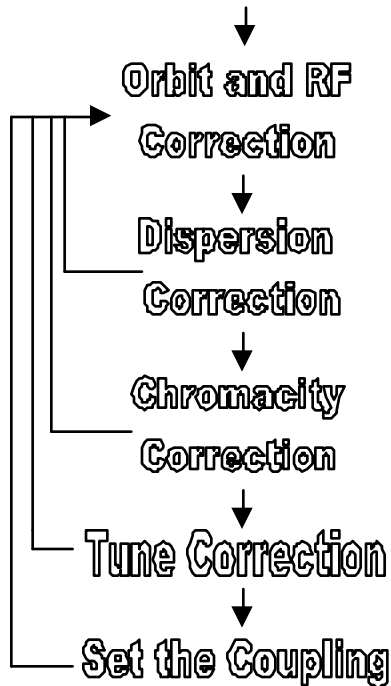 Orbit and RF
Correction
Dispersion
Correction
Chromacity
Correction
Tune Correction
Set the Coupling